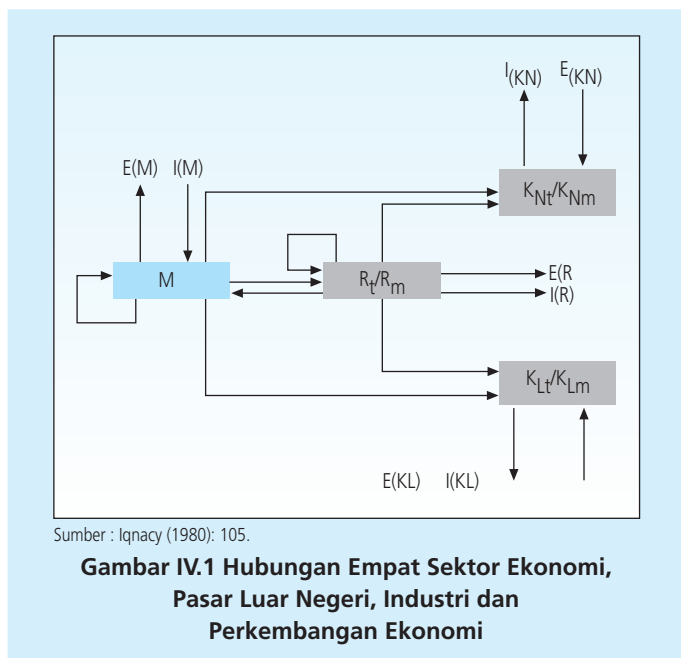 I(KN) E(KN)
E(M) I(M)
KNt/KNm
M
Rt/Rm
E(R
I(R)
KLt/KLm
E(KL) I(KL)
Sumber : Iqnacy (1980): 105.
Gambar IV.1 Hubungan Empat Sektor Ekonomi,
Pasar Luar Negeri, Industri dan
Perkembangan Ekonomi